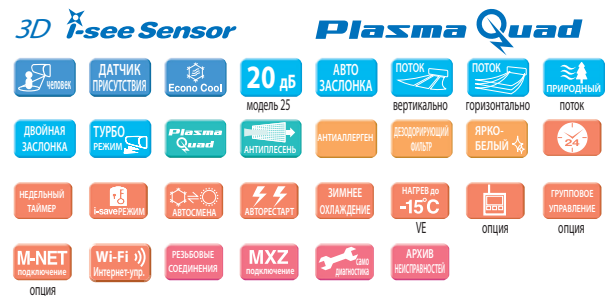 3D i-see Sensor
Plasma Quad
человек
ДАТЧИК
ПРИСУТСТВИЯ
Econo Cool
20 дБ
модель 25
АВТО
ЗАСЛОНКА
ПОТОК
вертикально
ПОТОК
горизонтально
ПРИРОДНЫЙ
поток
ДВОЙНАЯ
ЗАСЛОНКА
ТУРБО
РЕЖИМ
Plasma
Quad
АНТИПЛЕСЕНЬ
АНТИАЛЛЕРГЕН
ДЕЗОДОРИРУЮЩИЙ
ФИЛЬТР
ЯРКО-
БЕЛЫЙ
24
НЕДЕЛЬНЫЙ
ТАЙМЕР
i-saveРЕЖИМ
АВТОСМЕНА
АВТОРЕСТАРТ
ЗИМНЕЕ
ОХЛАЖДЕНИЕ
НАГРЕВ до
-15°C
VE
опция
ГРУППОВОЕ
УПРАВЛЕНИЕ
опция
M-NET
подключение
опция
Wi-Fi
Интернет-упр.
РЕЗЬБОВЫЕ
СОЕДИНЕНИЯ
MXZ
подключение
само
диагностика
АРХИВ
НЕИСПРАВНОСТЕЙ